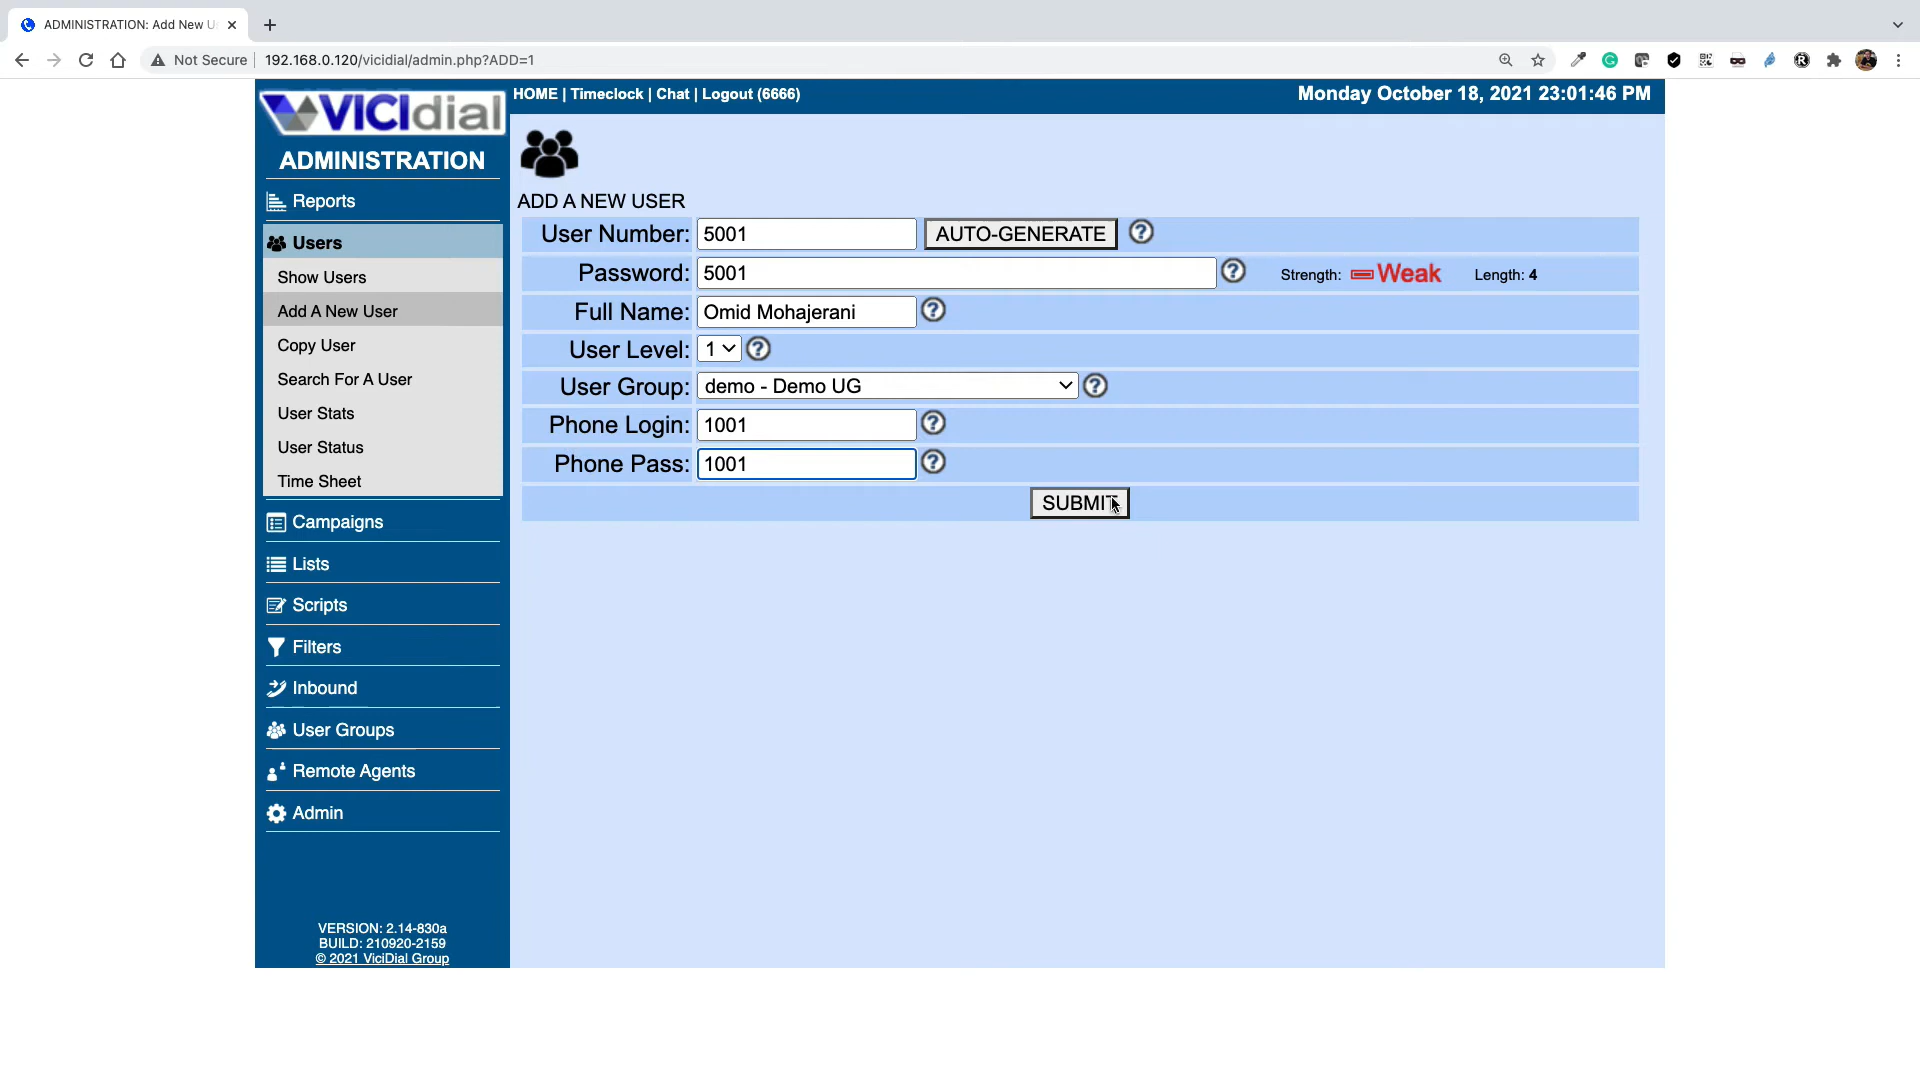 ADMINISTRATION: Add New U
Not Secure 192.168.0.120/vicidial/admin.php?ADD=1
VICIdial
HOME | Timeclock | Chat | Logout (6666)
Monday October 18, 2021 23:01:46 PM
ADMINISTRATION
Reports
Users
Show Users
Add A New User
Copy User
Search For A User
User Stats
User Status
Time Sheet
Campaigns
Lists
Scripts
Filters
Inbound
User Groups
Remote Agents
Admin
VERSION: 2.14-830a
BUILD: 210920-2159
© 2021 ViciDial Group
ADD A NEW USER
User Number: 5001 AUTO-GENERATE ?
Password: 5001 ? Strength: Weak Length: 4
Full Name: Omid Mohajerani ?
User Level: 1 ?
User Group: demo - Demo UG ?
Phone Login: 1001 ?
Phone Pass: 1001 ?
SUBMIT